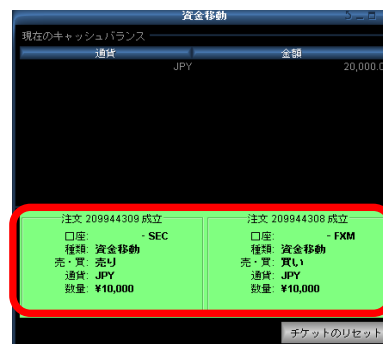 資金移動
現在のキャッシュバランス
通貨 金額
JPY 20,000.0
注文 209944309 成立
口座: - SEC
種類: 資金移動
売・買: 売り
通貨: JPY
数量: ¥10,000
注文 209944308 成立
口座: - FXM
種類: 資金移動
売・買: 買い
通貨: JPY
数量: ¥10,000
チケットのリセット